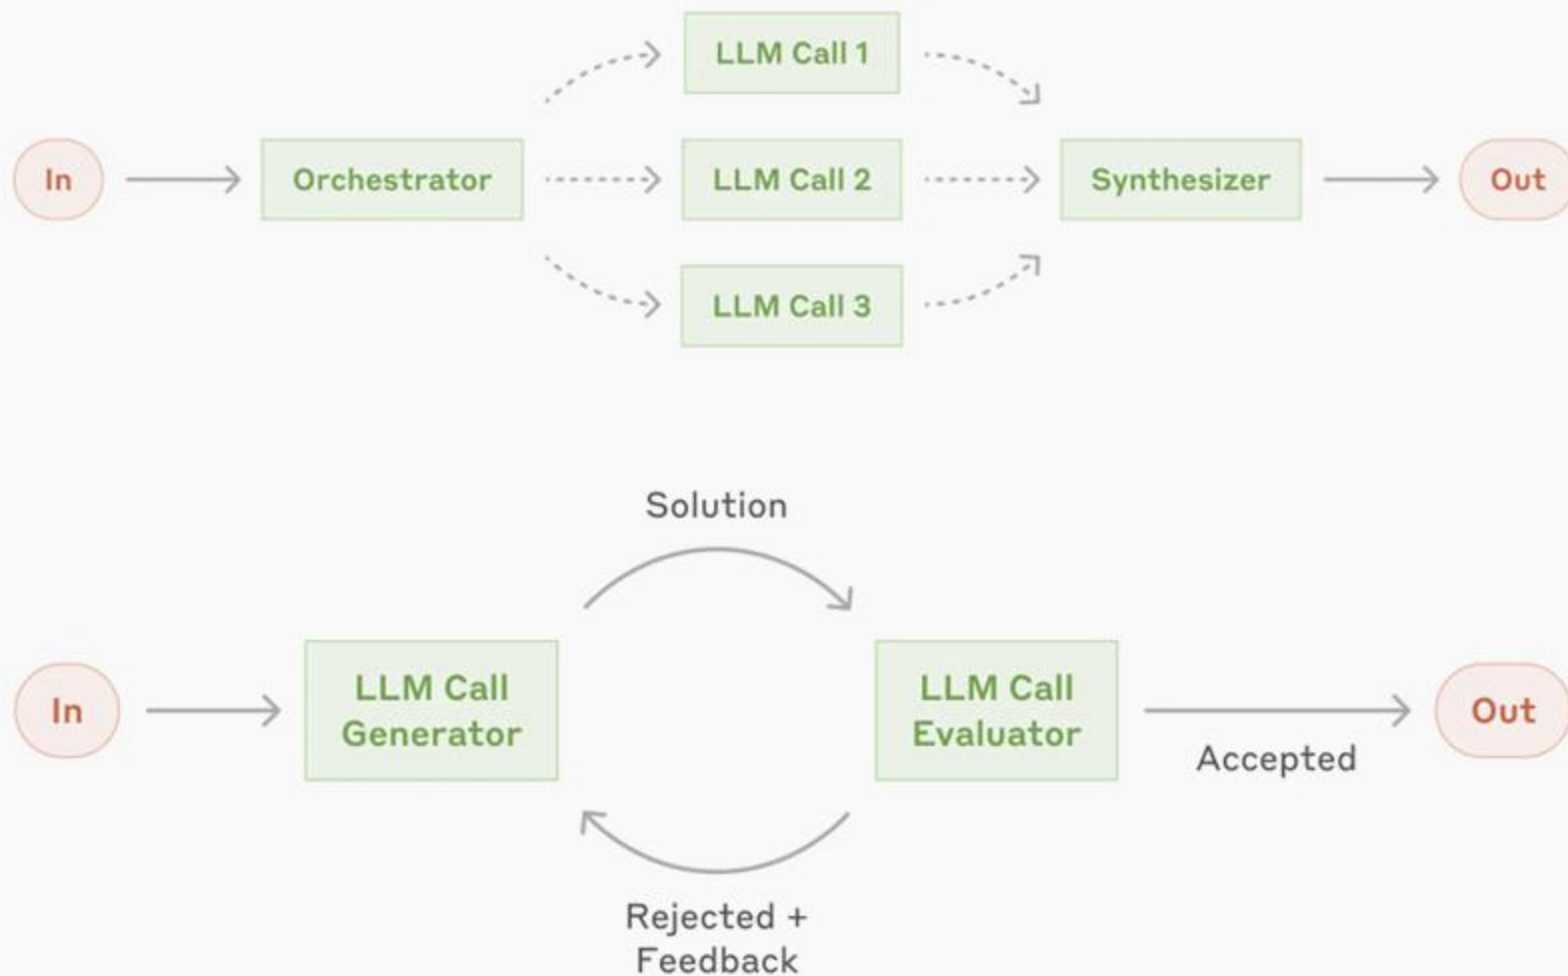 LLM Call 1
In
Orchestrator
LLM Call 2
Synthesizer
Out
LLM Call 3
Solution
In
LLM Call
Generator
LLM Call
Evaluator
Out
Accepted
Rejected +
Feedback